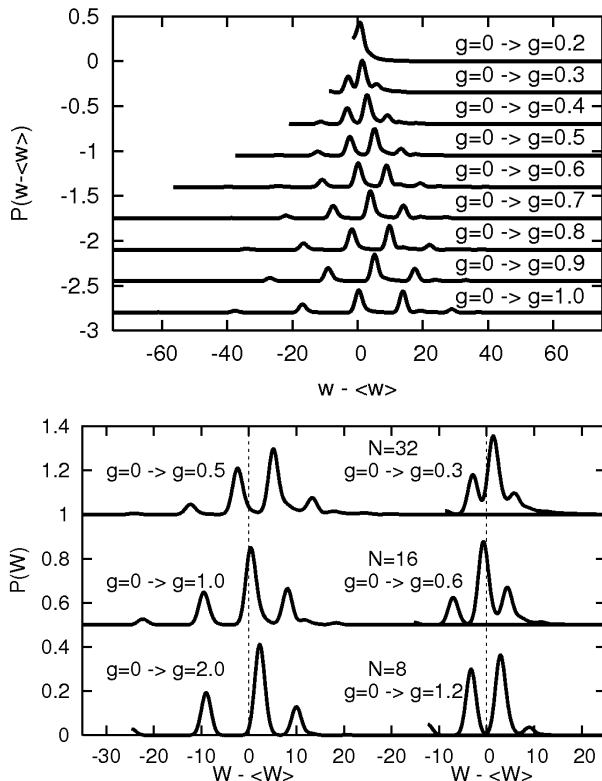 0.5
0
-0.5
-1
-1.5
-2
-2.5
-3
P(w-<w>)
g=0 -> g=0.2
g=0 -> g=0.3
g=0 -> g=0.4
g=0 -> g=0.5
g=0 -> g=0.6
g=0 -> g=0.7
g=0 -> g=0.8
g=0 -> g=0.9
g=0 -> g=1.0
-60 -40 -20 0 20 40 60
w - <w>
1.4
1.2
1
0.8
0.6
0.4
0.2
0
P(W)
N=32
g=0 -> g=0.5 g=0 -> g=0.3
N=16
g=0 -> g=1.0 g=0 -> g=0.6
N=8
g=0 -> g=2.0 g=0 -> g=1.2
-30 -20 -10 0 10 20 -20 -10 0 10 20
W - <W> W - <W>